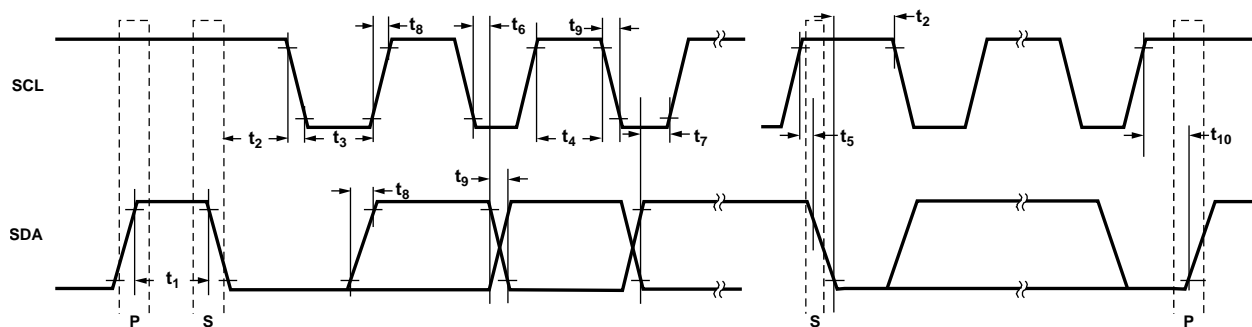 t8 t6 t9 t2
SCL
t2 t3 t4 t7 t5 t10
t9 t8
SDA
t1
P S S P